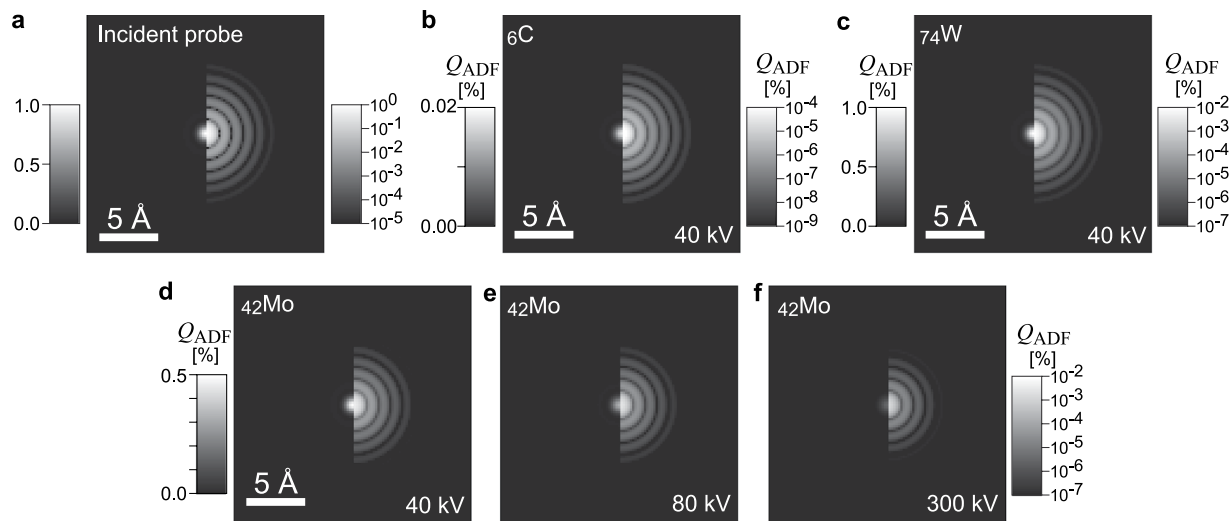 a
Incident probe
1.0
0.5
0.0
5 Å
10⁰
10⁻¹
10⁻²
10⁻³
10⁻⁴
10⁻⁵
b
₆C
Q_ADF
[%]
0.02
0.00
5 Å
40 kV
Q_ADF
[%]
10⁻⁴
10⁻⁵
10⁻⁶
10⁻⁷
10⁻⁸
10⁻⁹
c
₇₄W
Q_ADF
[%]
1.0
0.5
0.0
5 Å
40 kV
Q_ADF
[%]
10⁻²
10⁻³
10⁻⁴
10⁻⁵
10⁻⁶
10⁻⁷
d
₄₂Mo
Q_ADF
[%]
0.5
0.0
5 Å
40 kV
e
₄₂Mo
80 kV
f
₄₂Mo
300 kV
Q_ADF
[%]
10⁻²
10⁻³
10⁻⁴
10⁻⁵
10⁻⁶
10⁻⁷